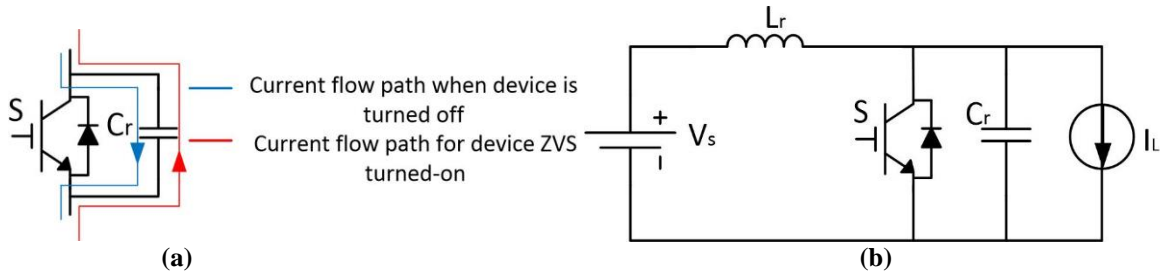 S
Cr
Current flow path when device is
turned off
Current flow path for device ZVS
turned-on
(a)
Lr
+
Vs
S
Cr
IL
(b)